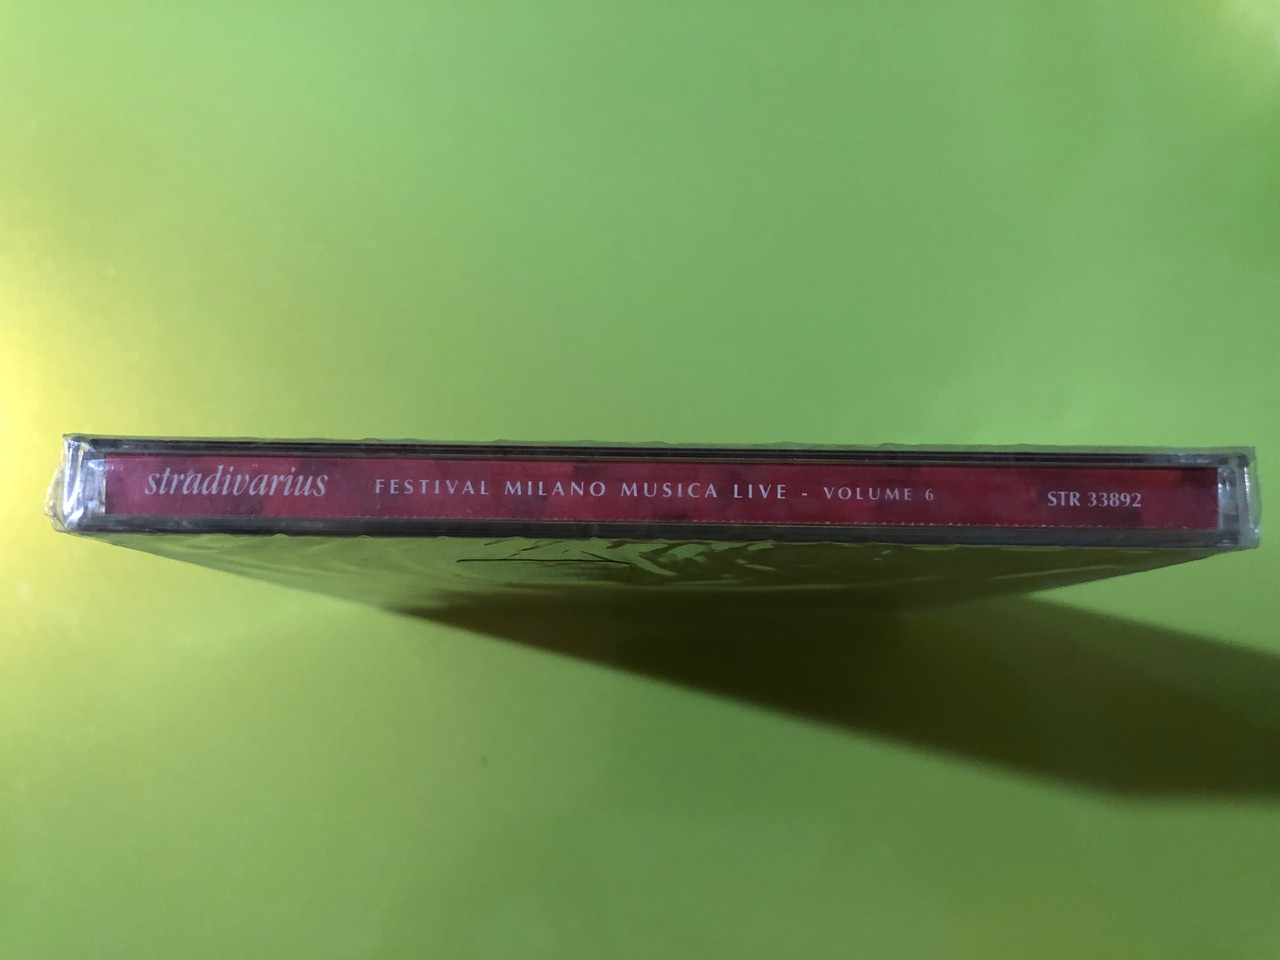 stradivarius FESTIVAL MILANO MUSICA LIVE - VOLUME 6 STR 33892